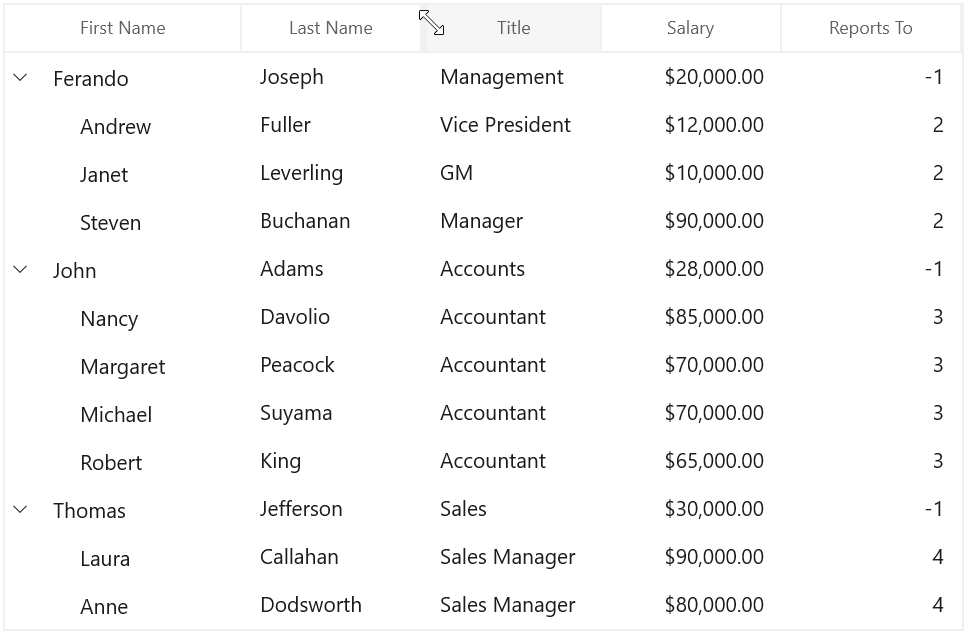 First Name Last Name Title Salary Reports To
Ferando Joseph Management $20,000.00 -1
Andrew Fuller Vice President $12,000.00 2
Janet Leverling GM $10,000.00 2
Steven Buchanan Manager $90,000.00 2
John Adams Accounts $28,000.00 -1
Nancy Davolio Accountant $85,000.00 3
Margaret Peacock Accountant $70,000.00 3
Michael Suyama Accountant $70,000.00 3
Robert King Accountant $65,000.00 3
Thomas Jefferson Sales $30,000.00 -1
Laura Callahan Sales Manager $90,000.00 4
Anne Dodsworth Sales Manager $80,000.00 4